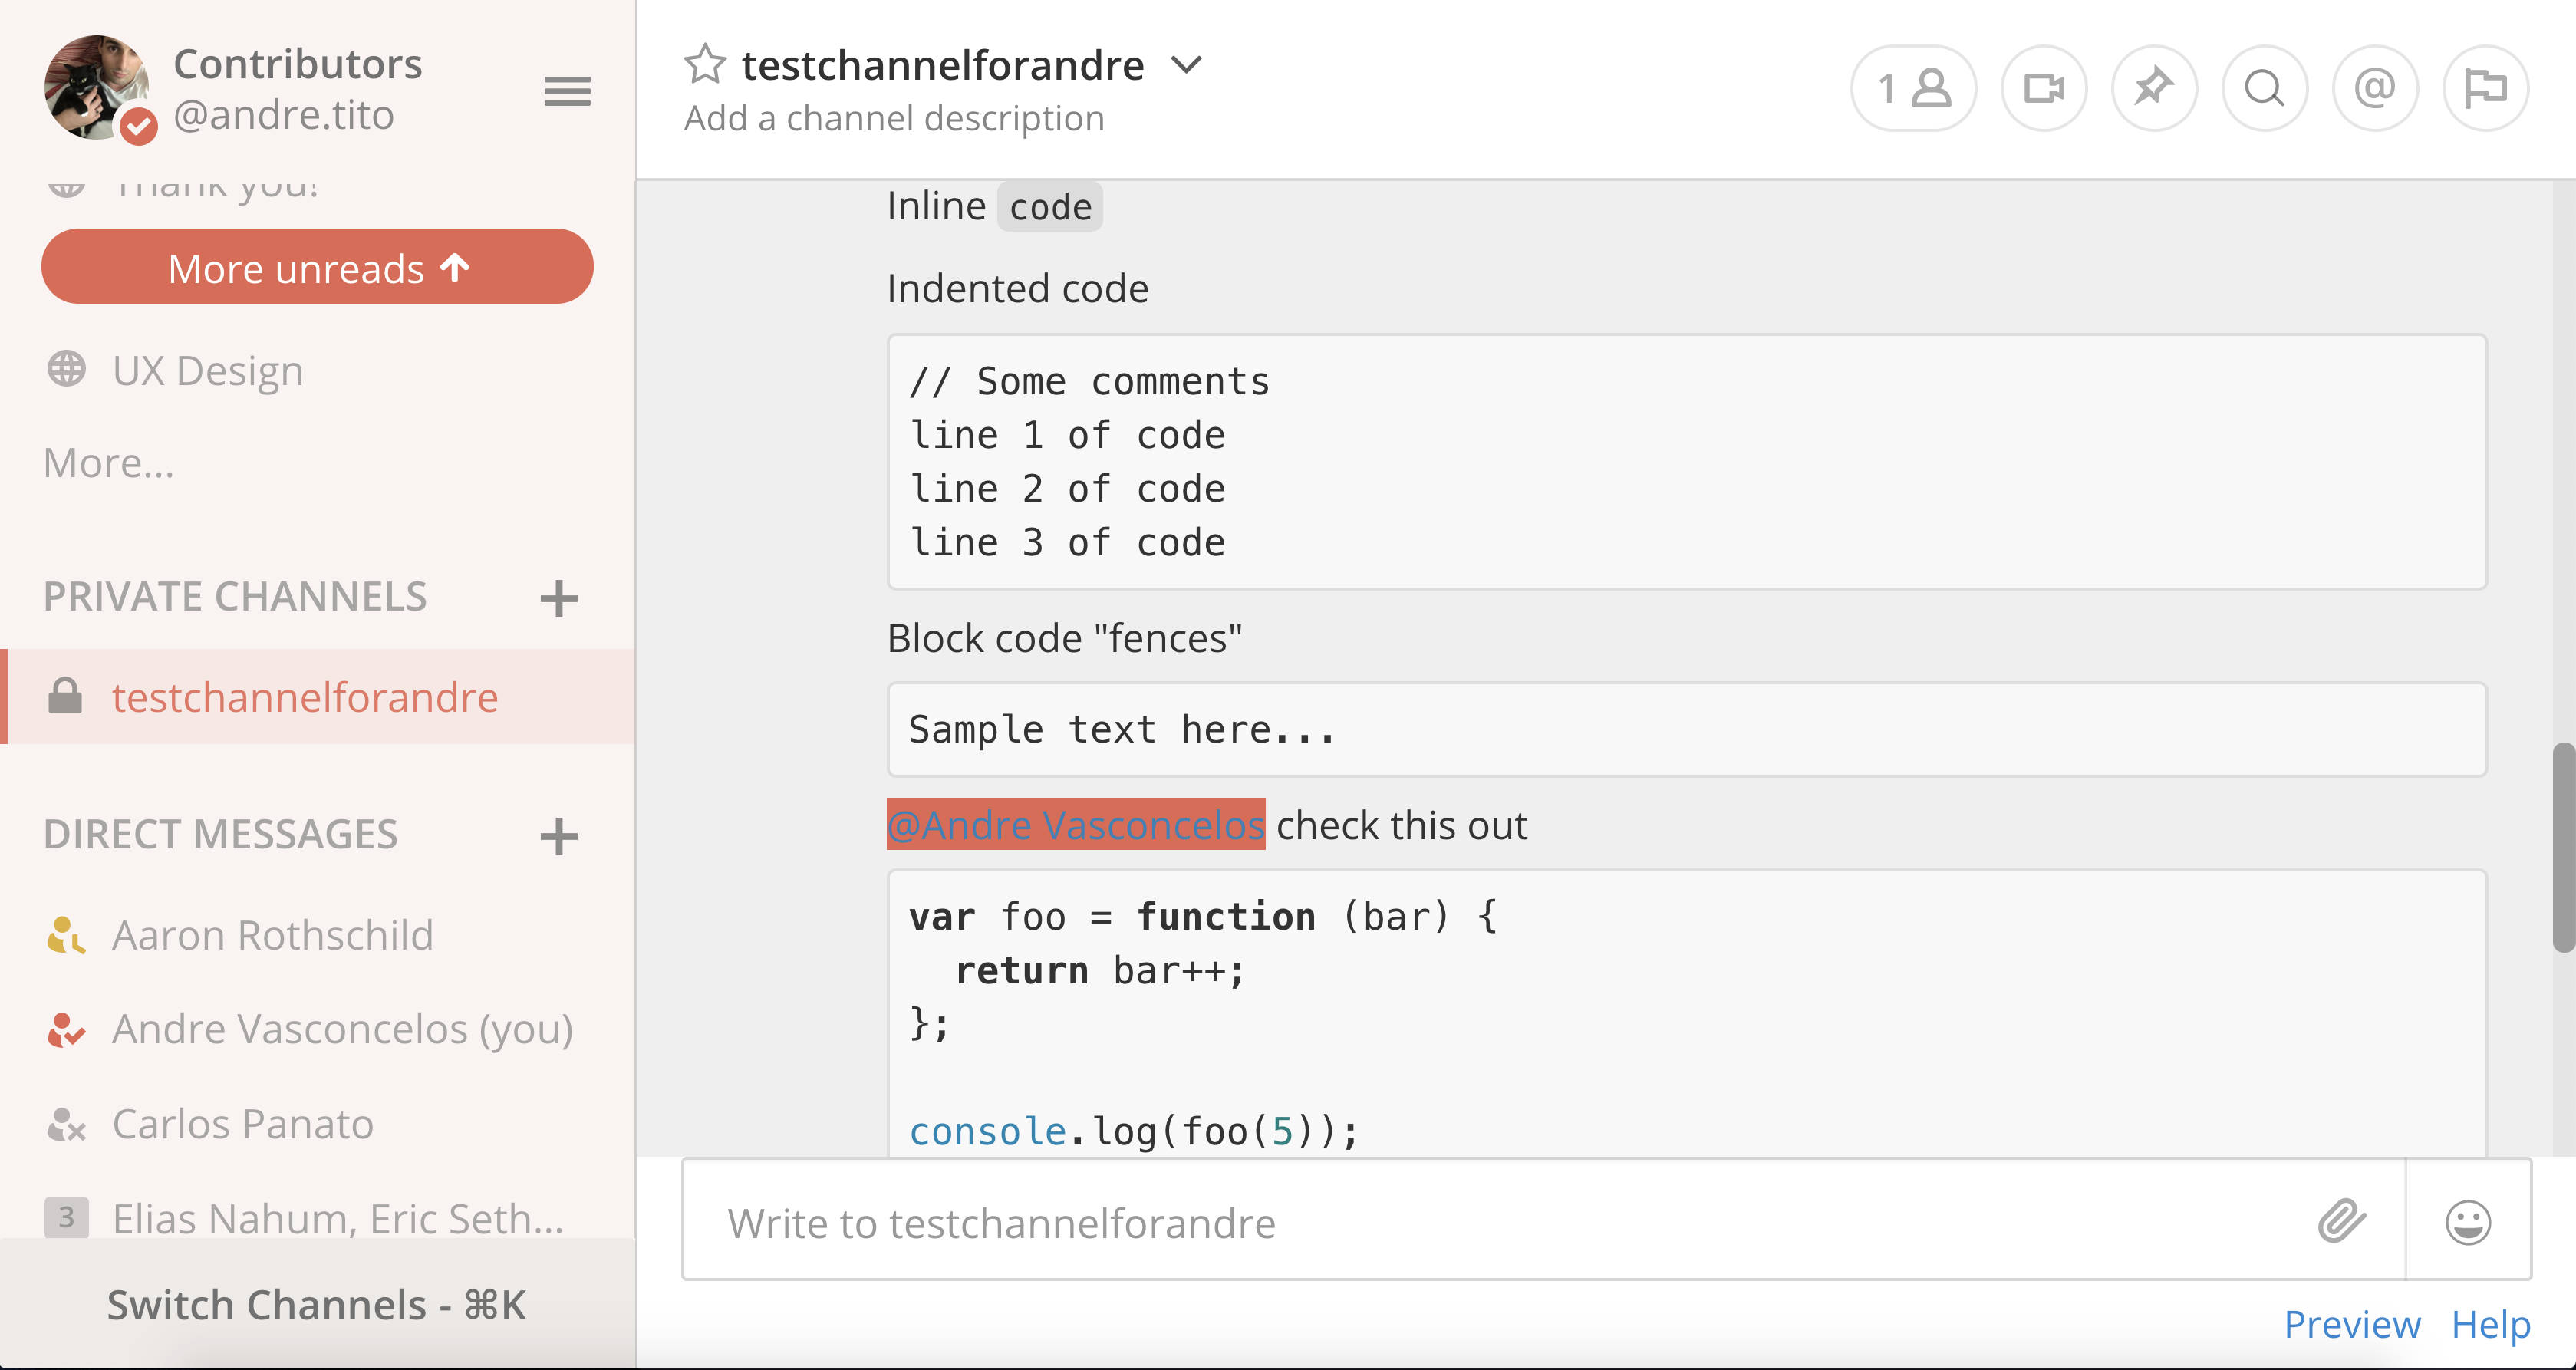 Contributors
@andre.tito
Thank you!
More unreads
UX Design
More...
PRIVATE CHANNELS
testchannelforandre
DIRECT MESSAGES
Aaron Rothschild
Andre Vasconcelos (you)
Carlos Panato
3 Elias Nahum, Eric Seth...
Switch Channels - ⌘K
testchannelforandre
Add a channel description
1
@
Inline code
Indented code
// Some comments
line 1 of code
line 2 of code
line 3 of code
Block code "fences"
Sample text here...
@Andre Vasconcelos check this out
var foo = function (bar) {
  return bar++;
};
console.log(foo(5));
Write to testchannelforandre
Preview Help